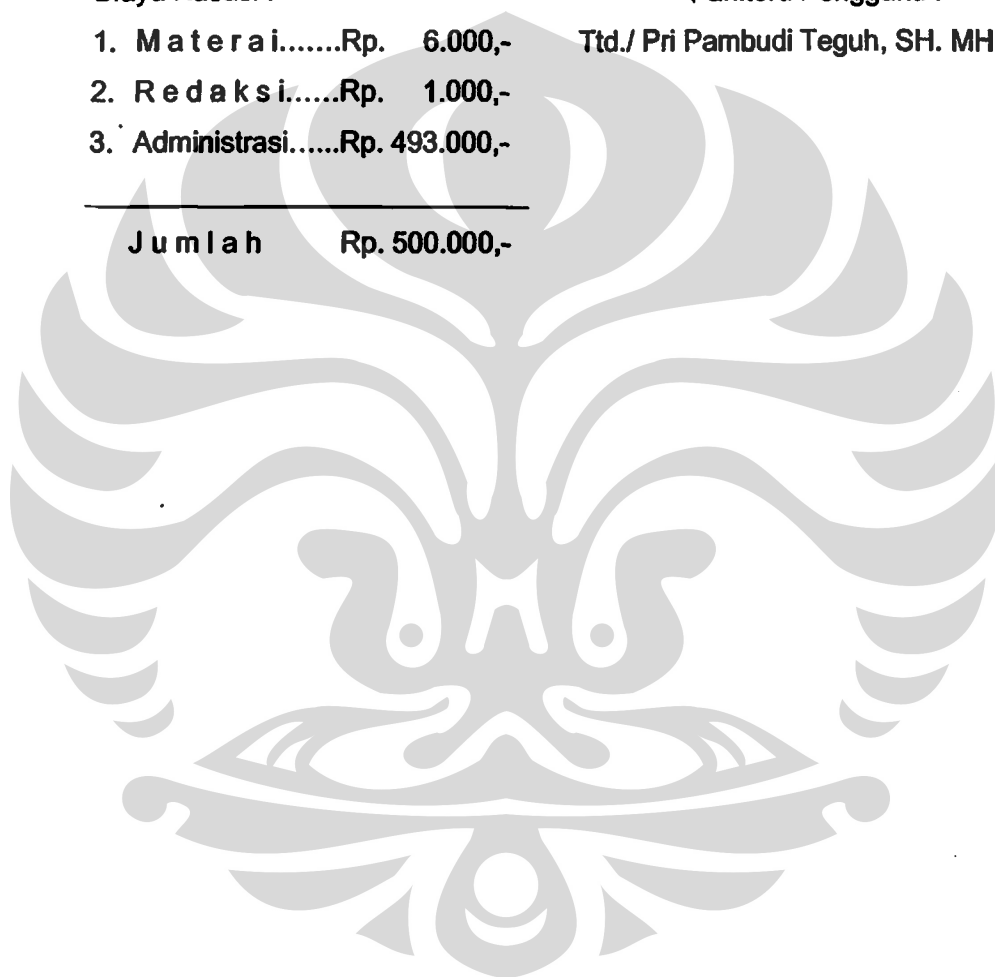 1. M a t e r a i.......Rp. 6.000,- Ttd./ Pri Pambudi Teguh, SH. MH
2. R e d a k s i......Rp. 1.000,-
3. Administrasi......Rp. 493.000,-
J u m l a h Rp. 500.000,-